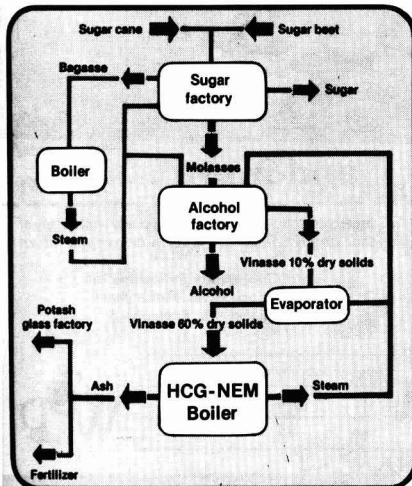 Sugar cane
Sugar beet
Bagasse
Sugar
factory
Sugar
Boiler
Molasses
Steam
Alcohol
factory
Vinasse 10% dry solids
Alcohol
Evaporator
Potash
glass factory
Vinasse 60% dry solids
Ash
HCG-NEM
Boiler
Steam
Fertilizer